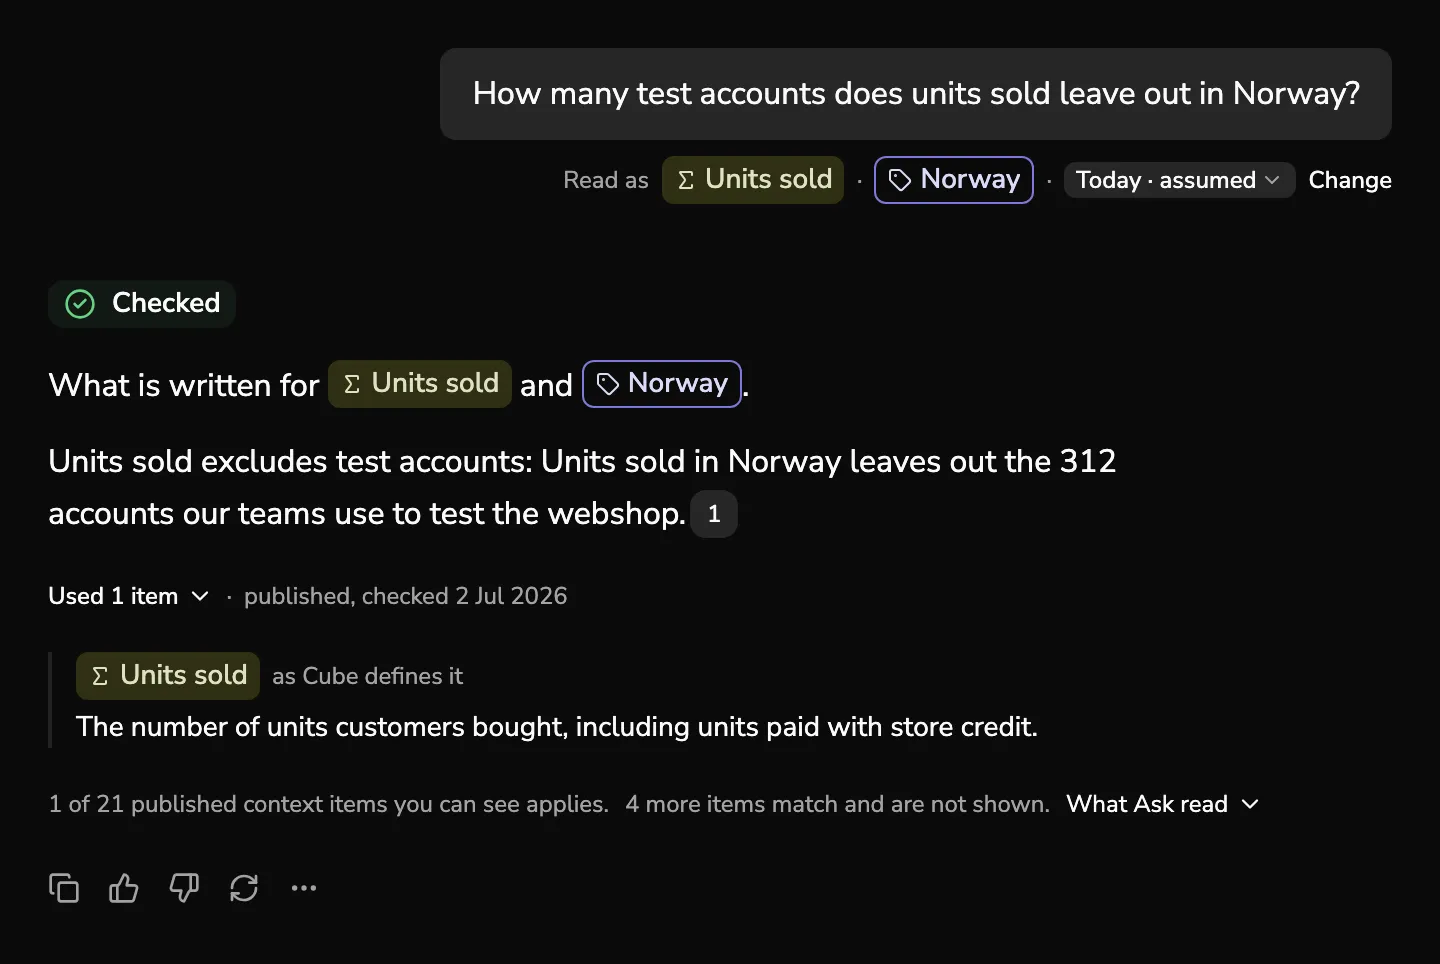 How many test accounts does units sold leave out in Norway?
Read as Units sold · Norway · Today · assumed Change
Checked
What is written for Units sold and Norway.
Units sold excludes test accounts: Units sold in Norway leaves out the 312
accounts our teams use to test the webshop. 1
Used 1 item · published, checked 2 Jul 2026
Units sold as Cube defines it
The number of units customers bought, including units paid with store credit.
1 of 21 published context items you can see applies. 4 more items match and are not shown. What Ask read